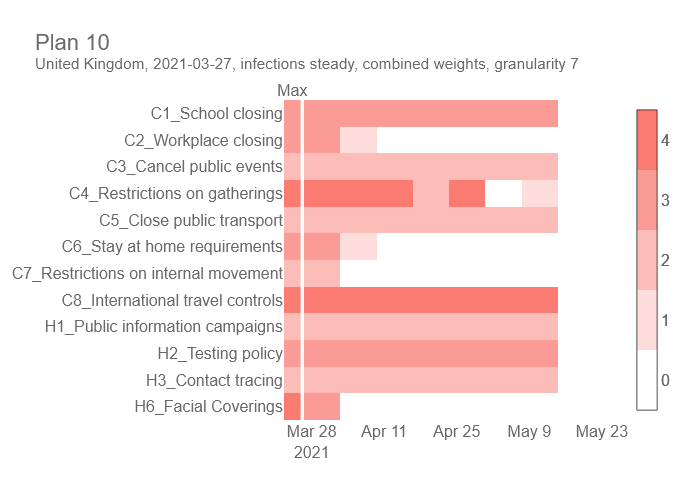 Plan 10
United Kingdom, 2021-03-27, infections steady, combined weights, granularity 7
Max
C1_School closing
C2_Workplace closing
C3_Cancel public events
C4_Restrictions on gatherings
C5_Close public transport
C6_Stay at home requirements
C7_Restrictions on internal movement
C8_International travel controls
H1_Public information campaigns
H2_Testing policy
H3_Contact tracing
H6_Facial Coverings
Mar 28 Apr 11 Apr 25 May 9 May 23
2021
4
3
2
1
0